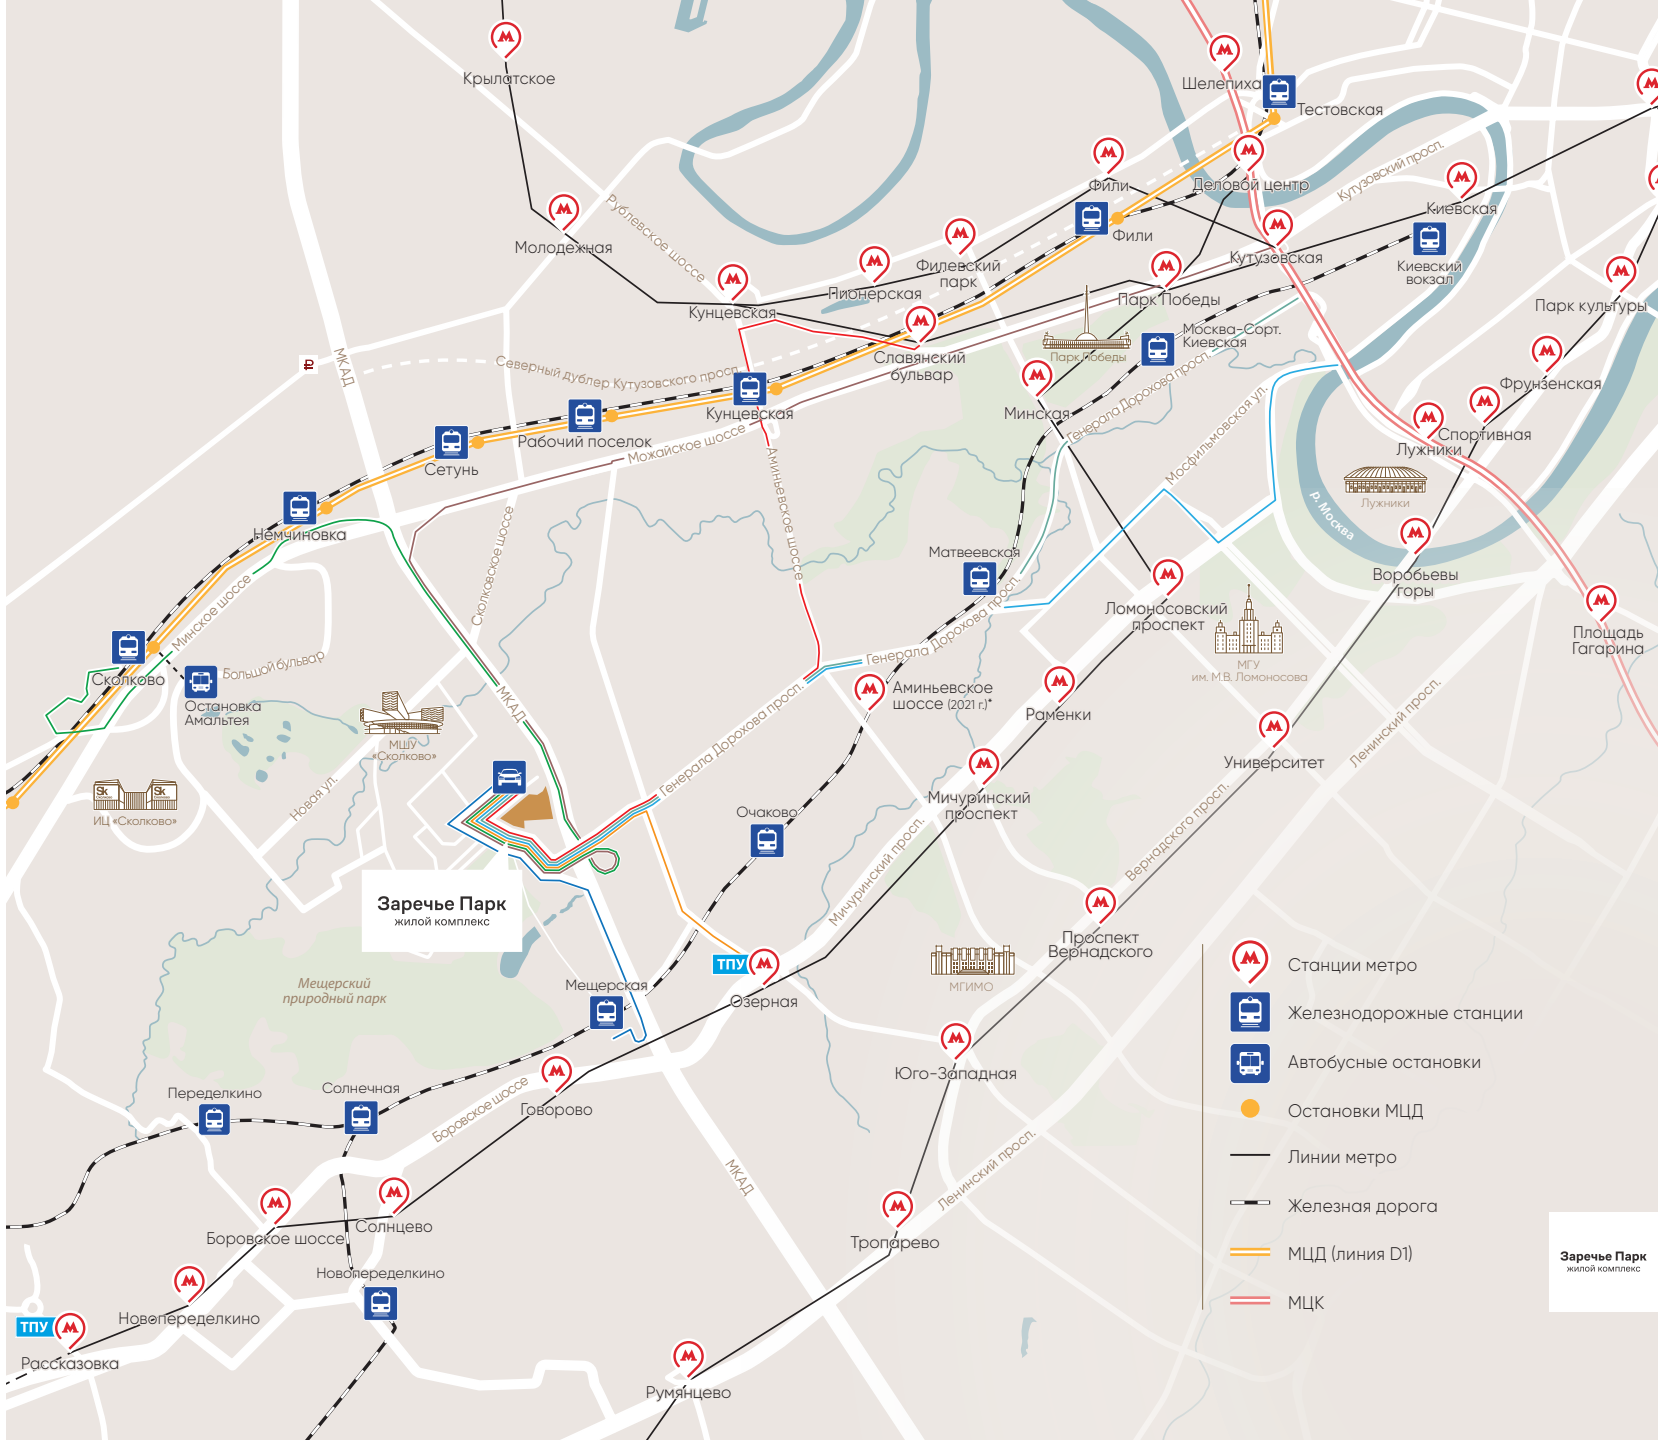 Крылатское
Шелепиха
Тестовская
Фили
Деловой центр
Кутузовский просп.
Киевская
Молодежная
Рублевское шоссе
Филевский
парк
Фили
Кутузовская
Киевский
вокзал
Пионерская
Кунцевская
Парк Победы
Парк культуры
Славянский
бульвар
Москва-Сорт.
Киевская
Парк Победы
МКАД
Северный дублер Кутузовского просп.
Кунцевская
Минская
Генерала Дорохова просп.
Фрунзенская
Рабочий поселок
Можайское шоссе
Мосфильмовская ул.
Спортивная
Лужники
Сетунь
Аминьевское шоссе
Лужники
р. Москва
Немчиновка
Сколковское шоссе
Матвеевская
Воробьевы
горы
Минское шоссе
Генерала Дорохова просп.
Ломоносовский
проспект
Площадь
Гагарина
Сколково
Большой бульвар
МГУ
им. М.В. Ломоносова
Остановка
Амальтея
МКАД
Аминьевское
шоссе (2021 г.)*
Раменки
МШУ
«Сколково»
Генерала Дорохова просп.
Университет
Ленинский просп.
Sk
Sk
ИЦ «Сколково»
Новая ул.
Мичуринский
проспект
Очаково
Вернадского просп.
Мичуринский просп.
Заречье Парк
жилой комплекс
Проспект
Вернадского
ТПУ
Озерная
МГИМО
Мещерский
природный парк
Мещерская
Юго-Западная
Переделкино
Солнечная
Боровское шоссе
Говорово
МКАД
Ленинский просп.
Солнцево
Боровское шоссе
Тропарево
Новопеределкино
Новопеределкино
ТПУ
Рассказовка
Румянцево
Станции метро
Железнодорожные станции
Автобусные остановки
Остановки МЦД
Линии метро
Железная дорога
МЦД (линия D1)
МЦК
Заречье Парк
жилой комплекс